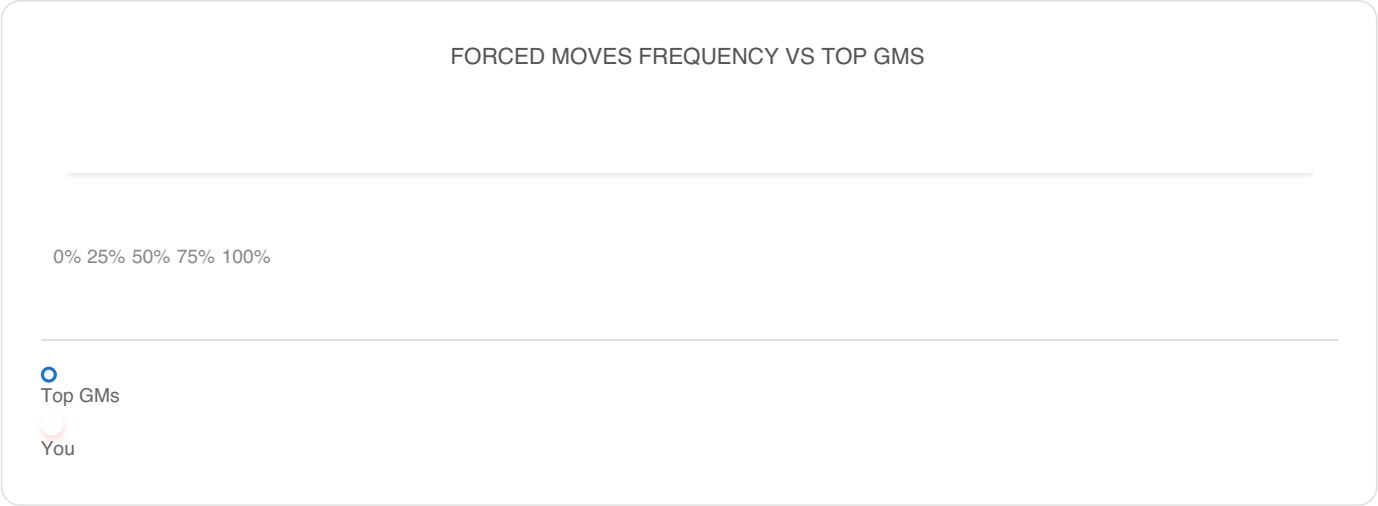 FORCED MOVES FREQUENCY VS TOP GMS
0% 25% 50% 75% 100%
Top GMs
You